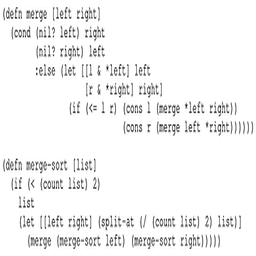 (defn merge [left right]
(cond (nil? left) right
(nil? right) left
:else (let [[l & *left] left
[r & *right] right]
(if (<= l r) (cons l (merge *left right))
(cons r (merge left *right))))))
(defn merge-sort [list]
(if (< (count list) 2)
list
(let [[left right] (split-at (/ (count list) 2) list)]
(merge (merge-sort left) (merge-sort right)))))